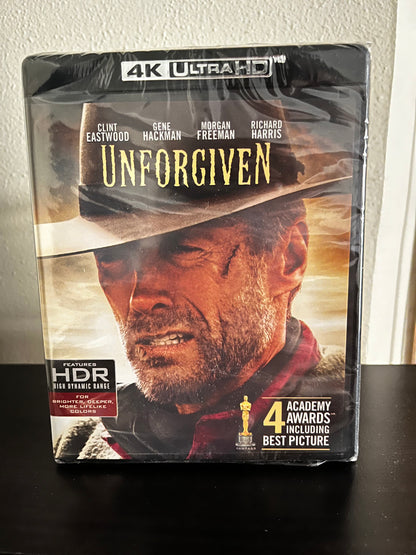 4K ULTRA HD
CLINT EASTWOOD GENE HACKMAN MORGAN FREEMAN RICHARD HARRIS
UNFORGIVEN
FEATURES
HDR
HIGH DYNAMIC RANGE
FOR
BRIGHTER, DEEPER,
MORE LIFELIKE
COLORS
4 ACADEMY
AWARDS
INCLUDING
BEST PICTURE